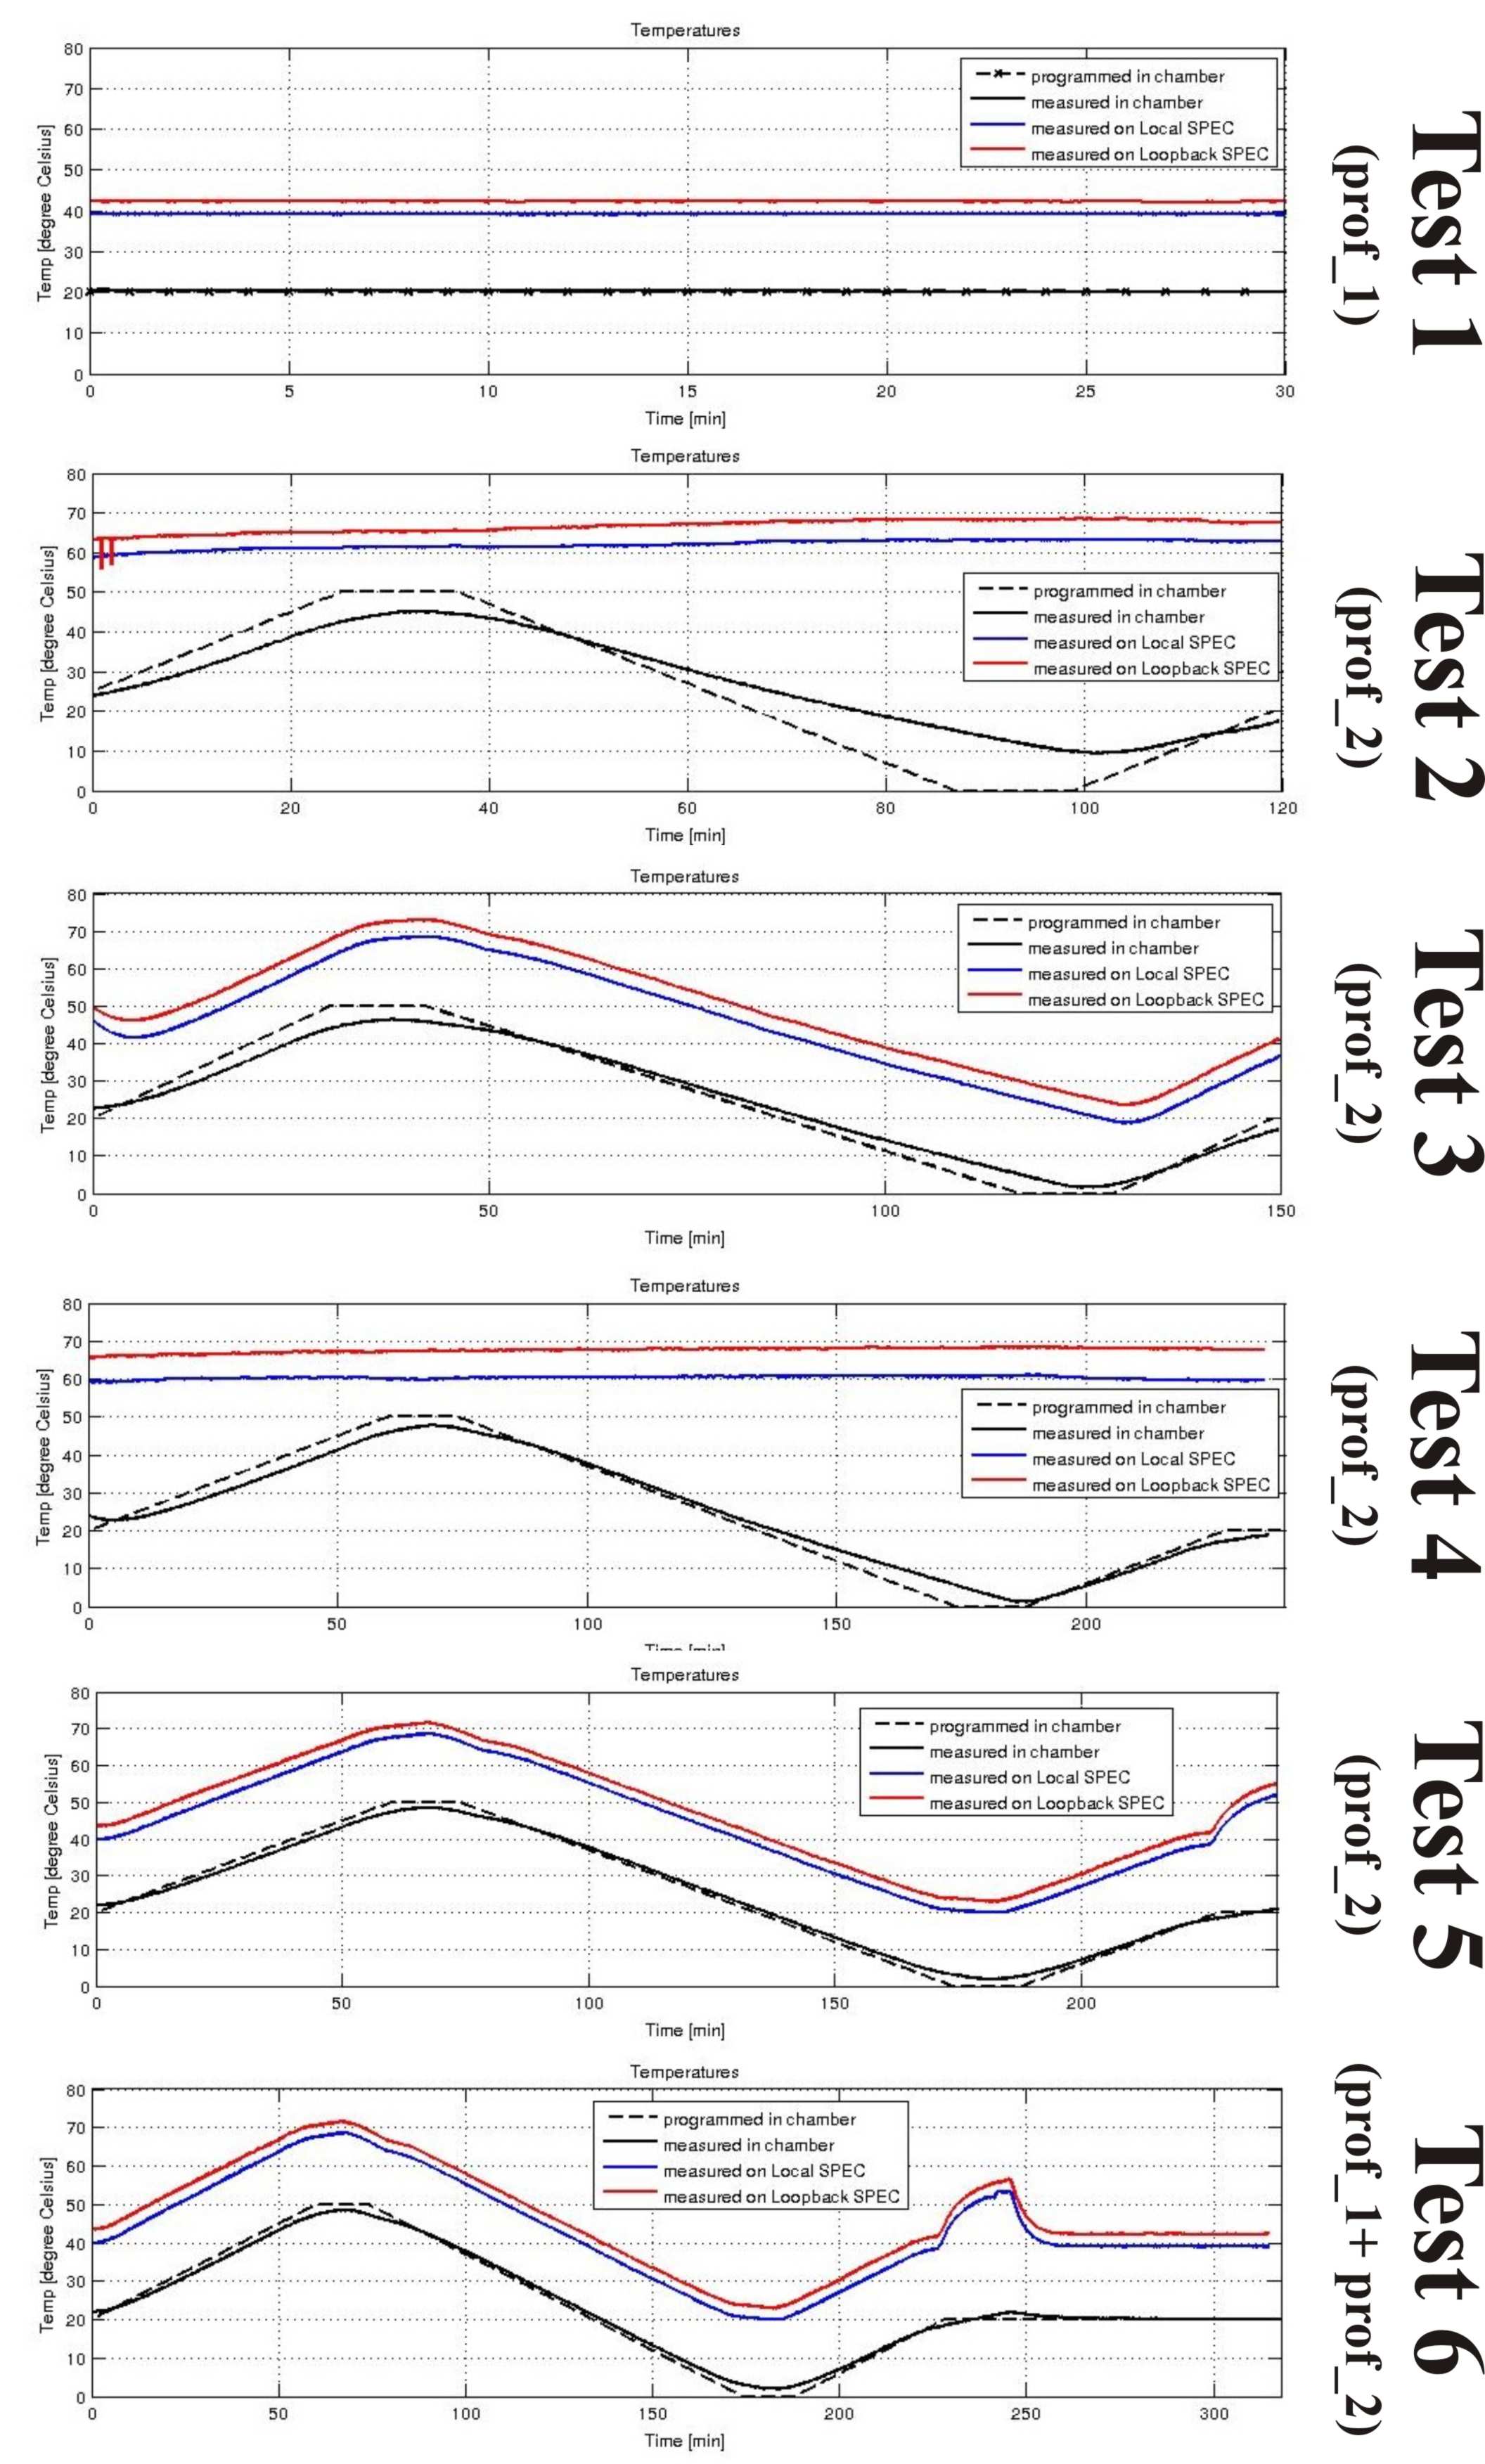 Temperatures
80
70
60
50
40
30
20
10
0
Temp [degree Celsius]
programmed in chamber
measured in chamber
measured on Local SPEC
measured on Loopback SPEC
0 5 10 15 20 25 30
Time [min]
Test 1
(prof_1)
Temperatures
80
70
60
50
40
30
20
10
0
Temp [degree Celsius]
programmed in chamber
measured in chamber
measured on Local SPEC
measured on Loopback SPEC
0 20 40 60 80 100 120
Time [min]
Test 2
(prof_2)
Temperatures
80
70
60
50
40
30
20
10
0
Temp [degree Celsius]
programmed in chamber
measured in chamber
measured on Local SPEC
measured on Loopback SPEC
0 50 100 150
Time [min]
Test 3
(prof_2)
Temperatures
80
70
60
50
40
30
20
10
0
Temp [degree Celsius]
programmed in chamber
measured in chamber
measured on Local SPEC
measured on Loopback SPEC
0 50 100 150 200
Time [min]
Test 4
(prof_2)
Temperatures
80
70
60
50
40
30
20
10
0
Temp [degree Celsius]
programmed in chamber
measured in chamber
measured on Local SPEC
measured on Loopback SPEC
0 50 100 150 200
Time [min]
Test 5
(prof_2)
Temperatures
80
70
60
50
40
30
20
10
0
Temp [degree Celsius]
programmed in chamber
measured in chamber
measured on Local SPEC
measured on Loopback SPEC
0 50 100 150 200 250 300
Time [min]
Test 6
(prof_1+ prof_2)